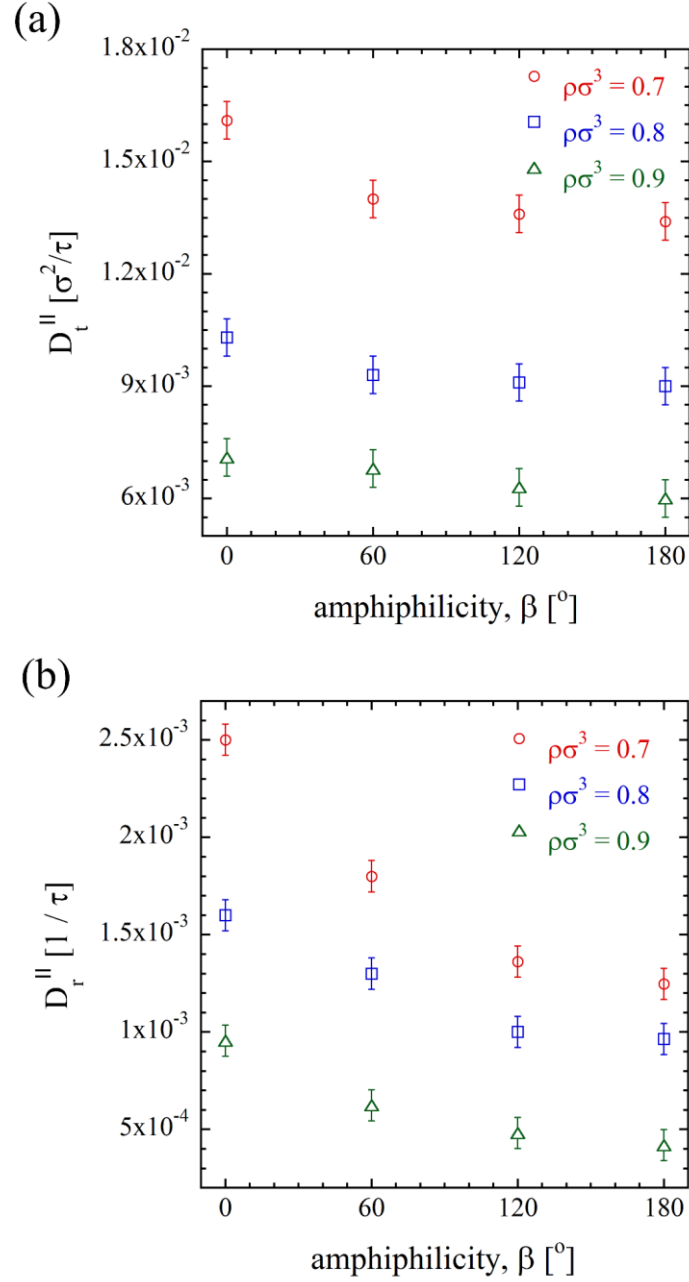 (a)
1.8x10⁻²
1.5x10⁻²
1.2x10⁻²
9x10⁻³
6x10⁻³
D_t^|| [σ²/τ]
ρσ³ = 0.7
ρσ³ = 0.8
ρσ³ = 0.9
0 60 120 180
amphiphilicity, β [°]
(b)
2.5x10⁻³
2x10⁻³
1.5x10⁻³
1x10⁻³
5x10⁻⁴
D_r^|| [1 / τ]
ρσ³ = 0.7
ρσ³ = 0.8
ρσ³ = 0.9
0 60 120 180
amphiphilicity, β [°]